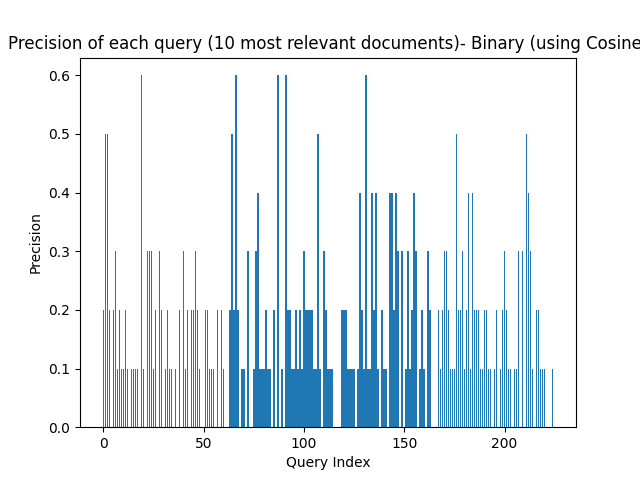 Precision of each query (10 most relevant documents)- Binary (using Cosine
0.6
0.5
0.4
0.3
0.2
0.1
0.0
Precision
0 50 100 150 200
Query Index